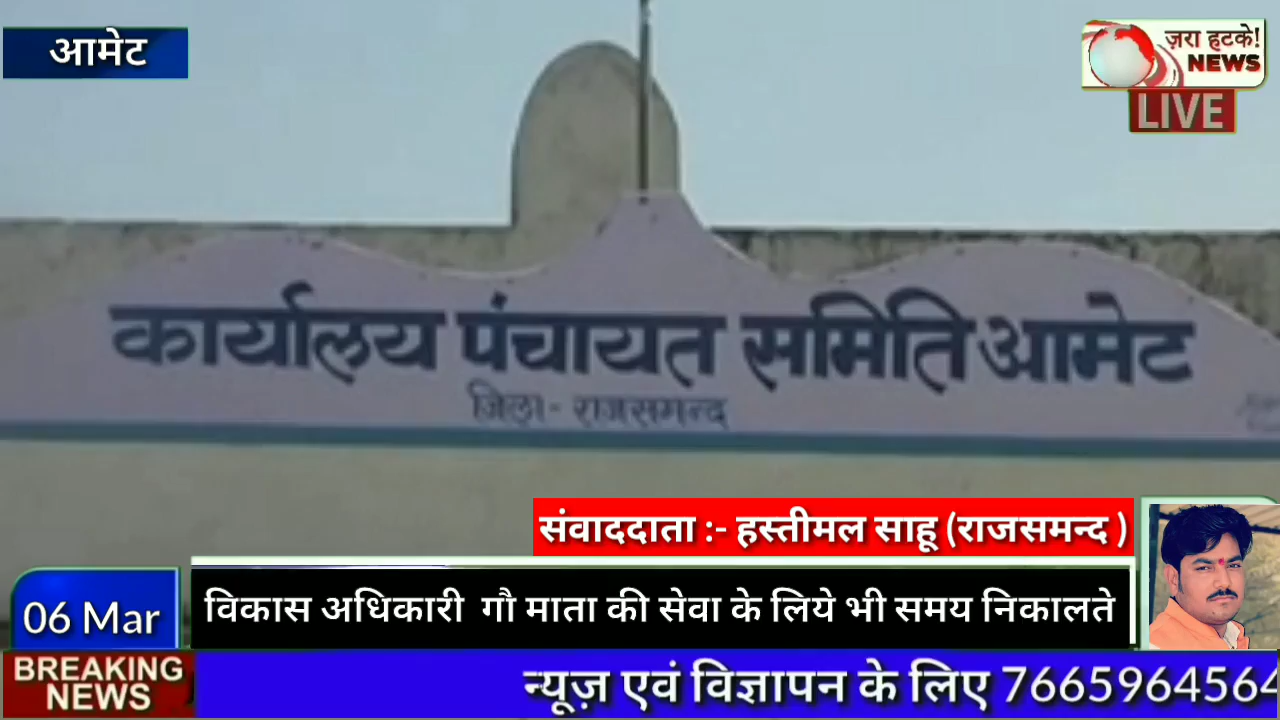 आमेट
ज़रा हटके!
NEWS
LIVE
कार्यालय पंचायत समिति आमेट
जिला - राजसमन्द
संवाददाता :- हस्तीमल साहू (राजसमन्द )
06 Mar
विकास अधिकारी गौ माता की सेवा के लिये भी समय निकालते
BREAKING
NEWS
न्यूज़ एवं विज्ञापन के लिए 7665964564